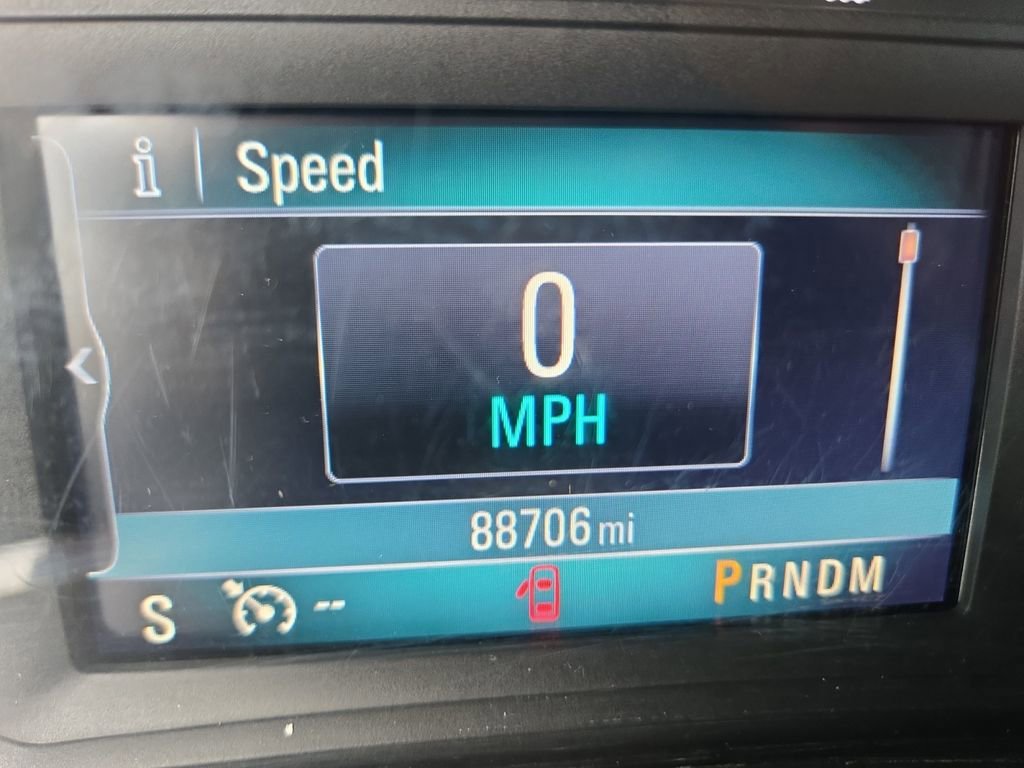 i Speed
0
MPH
88706 mi
S -- PRNDM